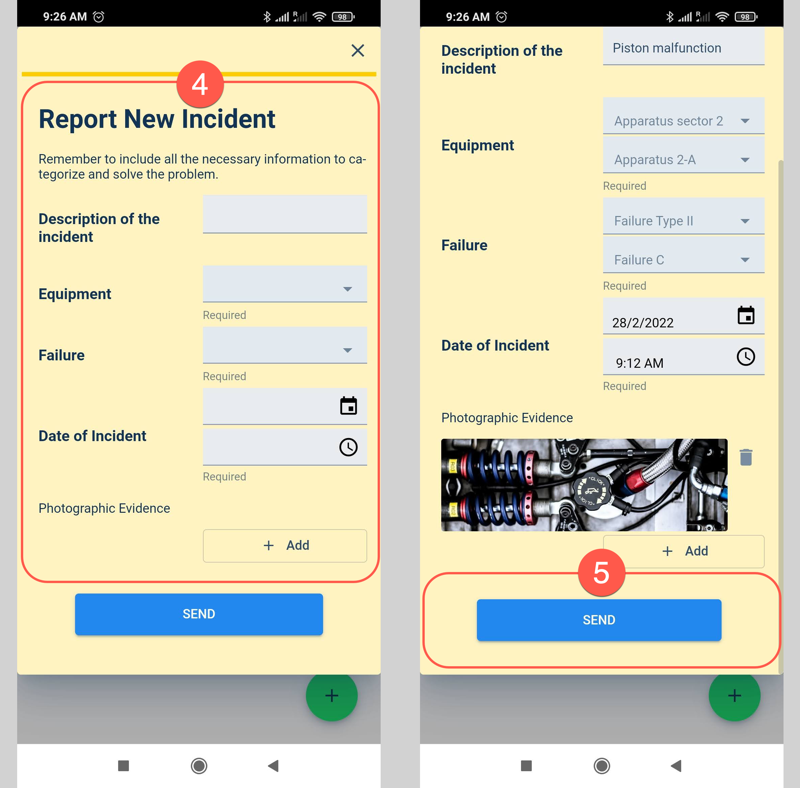 9:26 AM
98
4
Report New Incident
Remember to include all the necessary information to ca-
tegorize and solve the problem.
Description of the
incident
Equipment
Required
Failure
Required
Date of Incident
Required
Photographic Evidence
+ Add
SEND
+
9:26 AM
98
Description of the
incident
Piston malfunction
Equipment
Apparatus sector 2
Apparatus 2-A
Required
Failure
Failure Type II
Failure C
Required
Date of Incident
28/2/2022
9:12 AM
Required
Photographic Evidence
+ Add
5
SEND
+